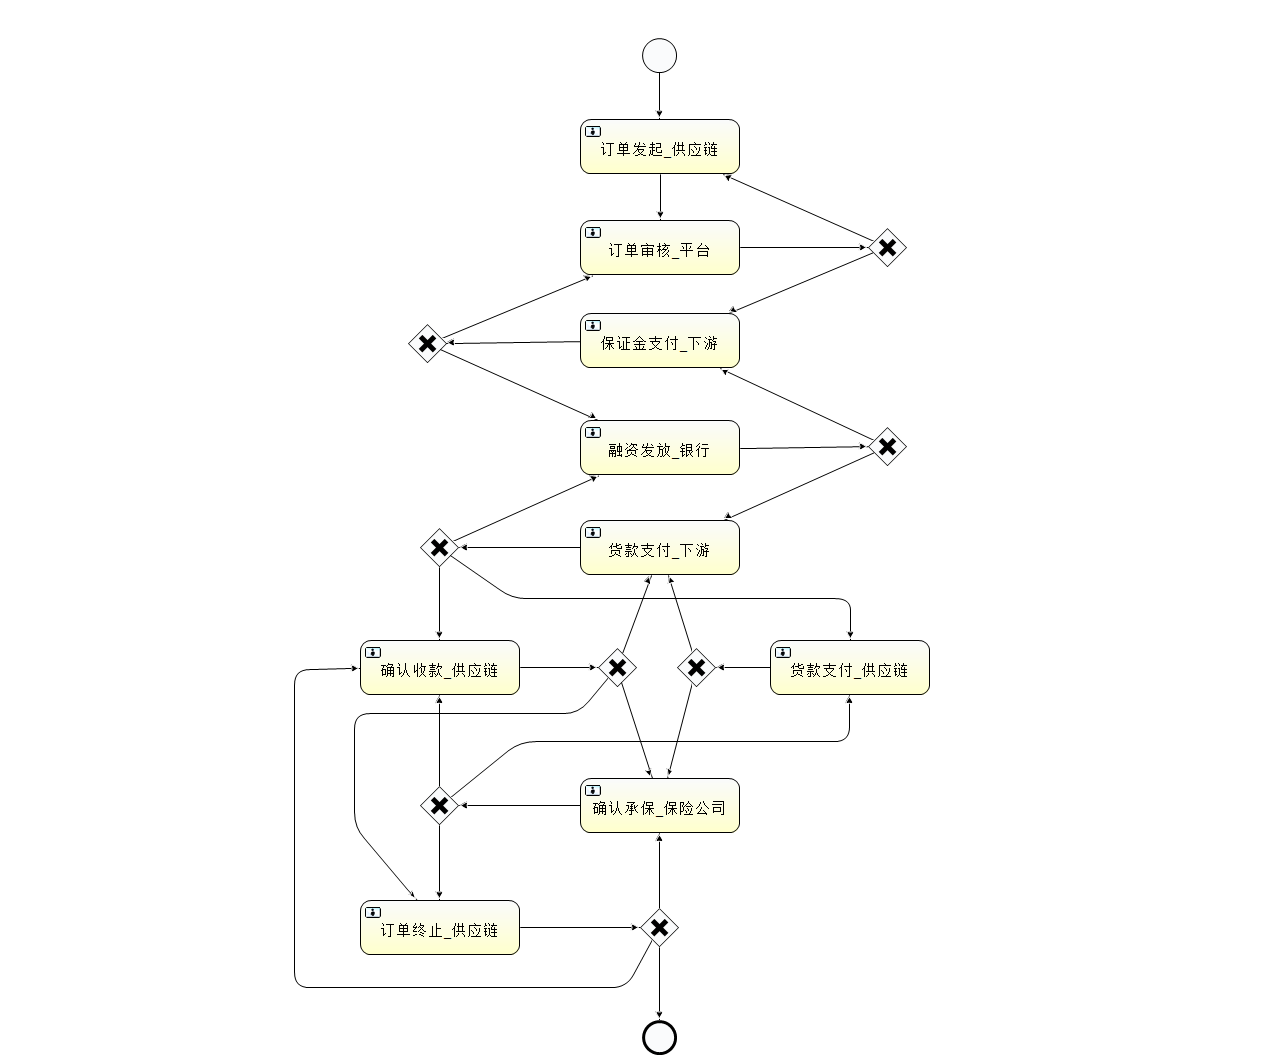 订单发起_供应链
订单审核_平台
保证金支付_下游
融资发放_银行
货款支付_下游
确认收款_供应链
货款支付_供应链
确认承保_保险公司
订单终止_供应链